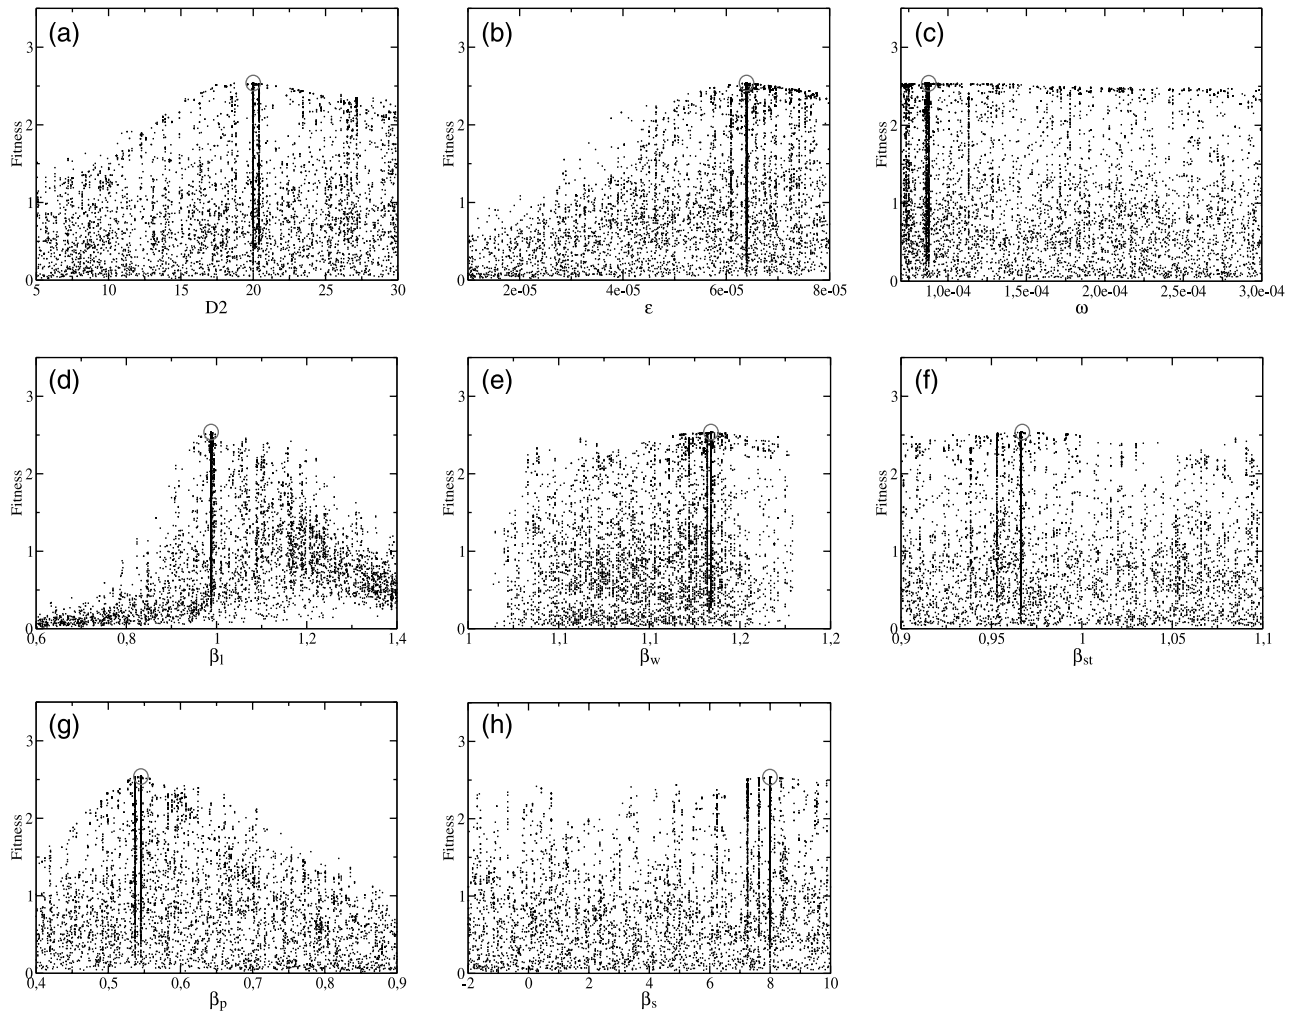 (a) (b) (c)
3 3 3
2 2 2
1 1 1
0 0 0
Fitness Fitness Fitness
5 10 15 20 25 30 2e-05 4e-05 6e-05 8e-05 1,0e-04 1,5e-04 2,0e-04 2,5e-04 3,0e-04
D2 ε ω
(d) (e) (f)
3 3 3
2 2 2
1 1 1
0 0 0
Fitness Fitness Fitness
0,6 0,8 1 1,2 1,4 1 1,1 1,1 1,2 1,2 0,9 0,95 1 1,05 1,1
βl βw βst
(g) (h)
3 3
2 2
1 1
0 0
Fitness Fitness
0,4 0,5 0,6 0,7 0,8 0,9 -2 0 2 4 6 8 10
βp βs